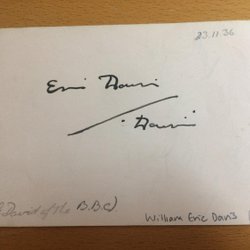 23.11.36
Eric Davis
Davis
David of the B.B.C)
William Eric Davis